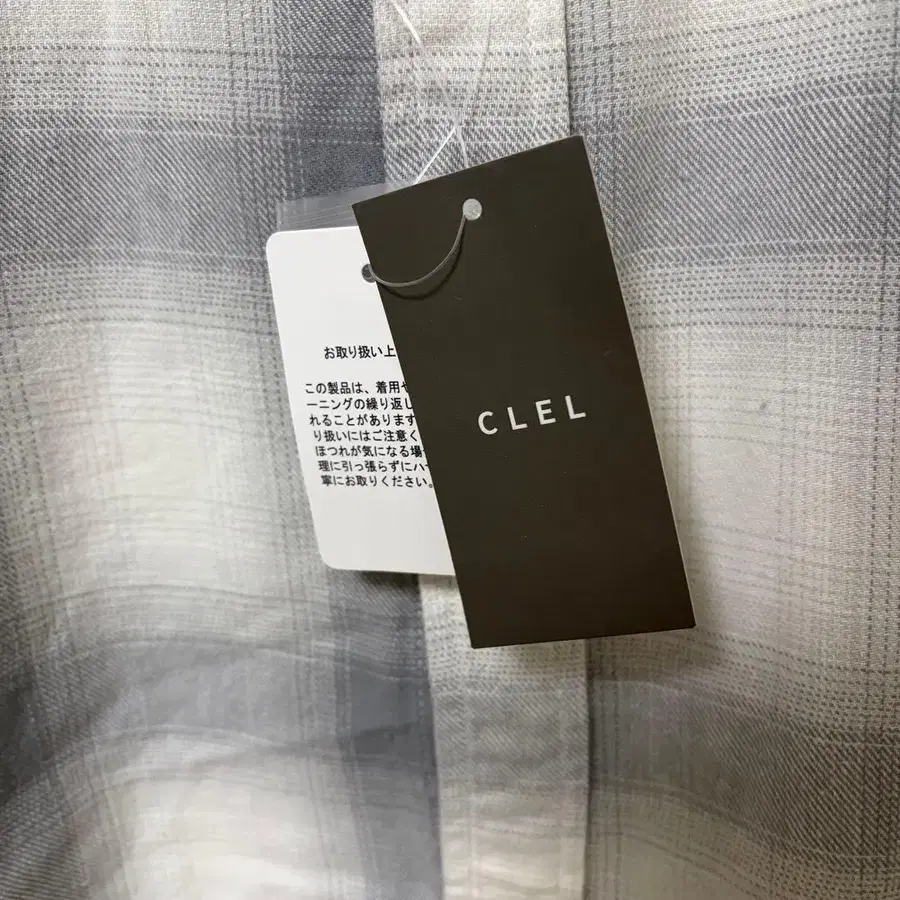 お取り扱い上
この製品は、着用や
ーニングの繰り返し
れることがあります
り扱いにはご注意く
ほつれが気になる場
理に引っ張らずにハ
寧にお取りください。
CLEL